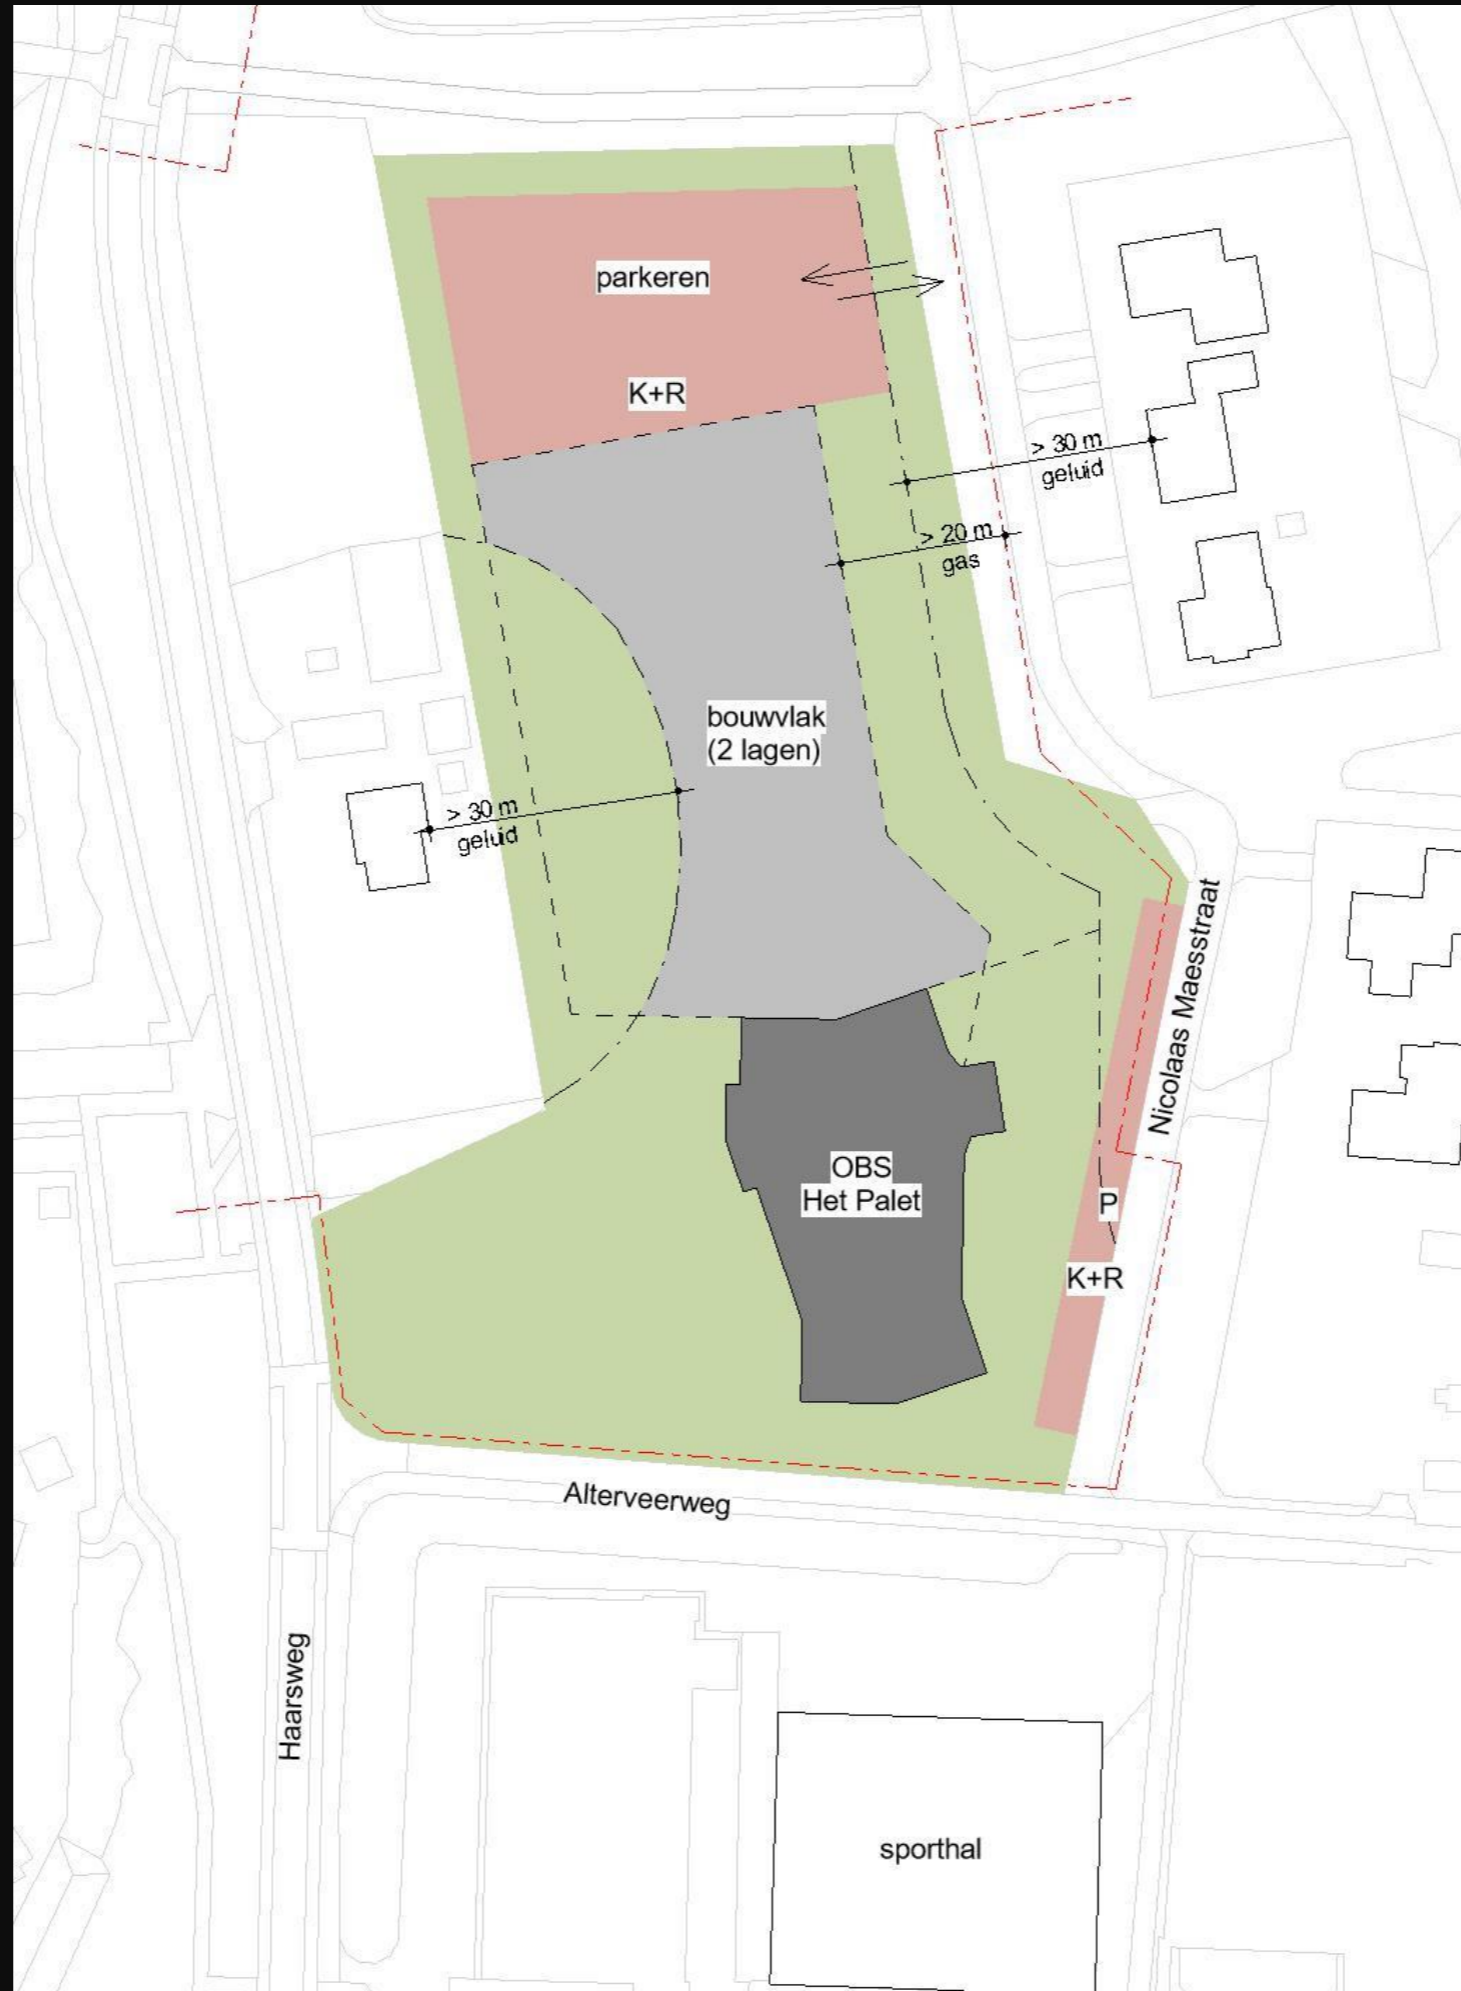 parkeren
K+R
> 30 m
geluid
> 20 m
gas
bouwvlak
(2 lagen)
> 30 m
geluid
Nicolaas Maesstraat
OBS
Het Palet
P
K+R
Alterveerweg
Haarsweg
sporthal